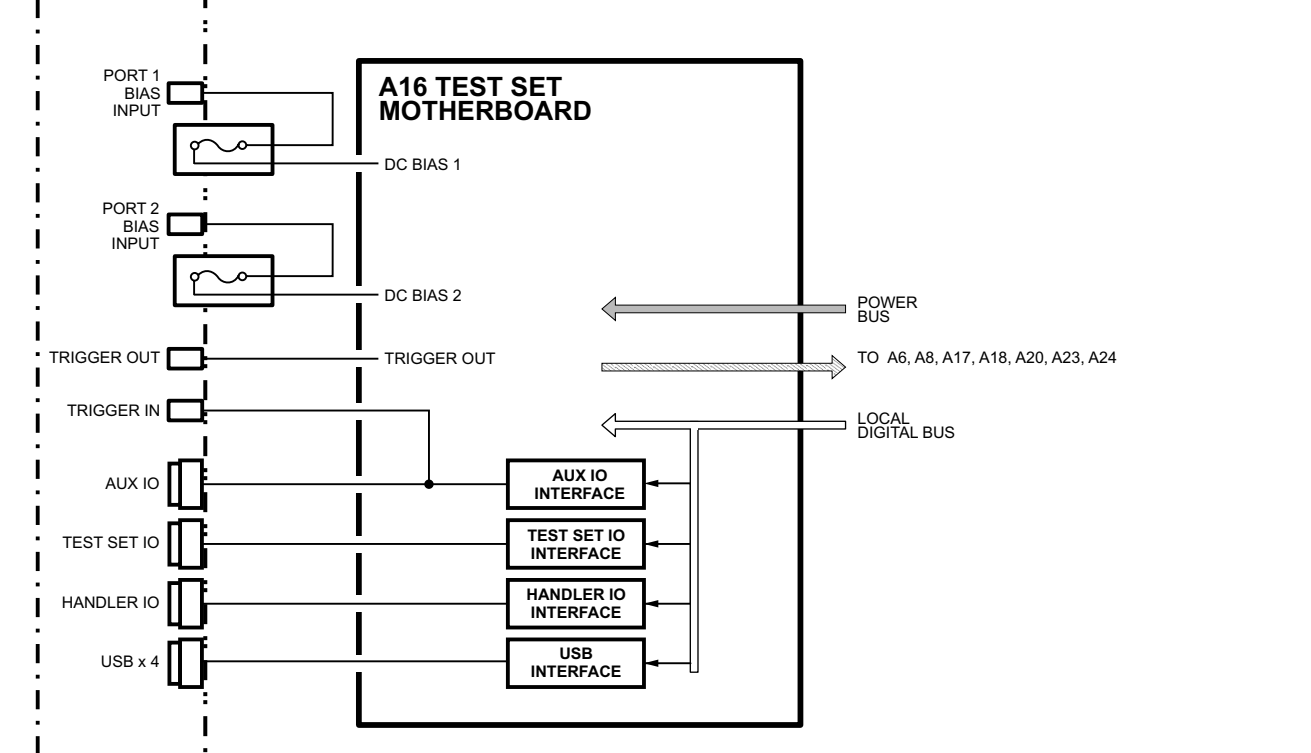 PORT 1
BIAS
INPUT
A16 TEST SET
MOTHERBOARD
DC BIAS 1
PORT 2
BIAS
INPUT
DC BIAS 2
POWER
BUS
TRIGGER OUT
TRIGGER OUT
TO A6, A8, A17, A18, A20, A23, A24
TRIGGER IN
LOCAL
DIGITAL BUS
AUX IO
AUX IO
INTERFACE
TEST SET IO
TEST SET IO
INTERFACE
HANDLER IO
HANDLER IO
INTERFACE
USB x 4
USB
INTERFACE